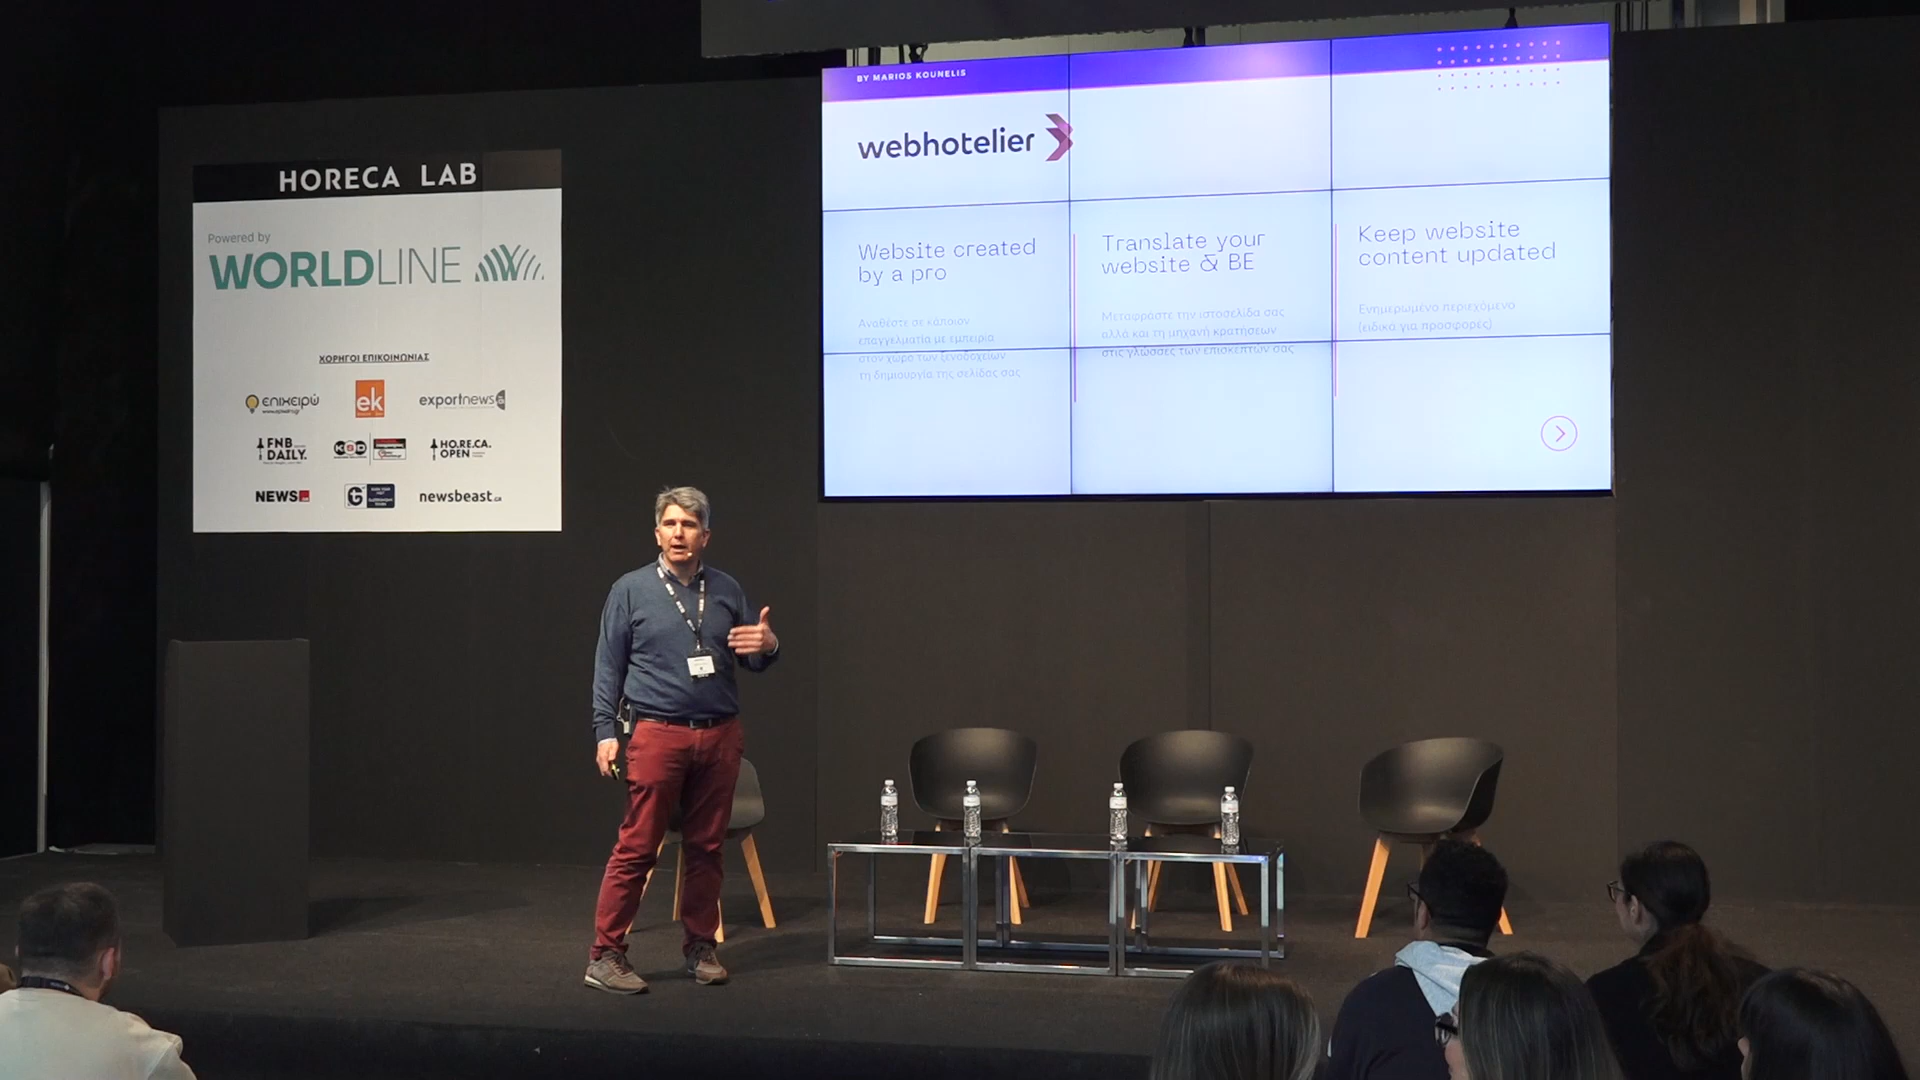 HORECA LAB
Powered by
WORLDLINE
ΧΟΡΗΓΟΙ ΕΠΙΚΟΙΝΩΝΙΑΣ
επιχειρώ
ek
exportnews
FNB
DAILY.
HO.RE.CA.
OPEN
NEWS
newsbeast.gr
BY MARIOS KOUNELIS
webhotelier
Website created
by a pro
Αναθέστε σε κάποιον
επαγγελματία με εμπειρία
στον χώρο των ξενοδοχείων
τη δημιουργία της σελίδας σας
Translate your
website & BE
Μεταφράστε την ιστοσελίδα σας
αλλά και τη μηχανή κρατήσεων
στις γλώσσες των επισκεπτών σας
Keep website
content updated
Ενημερωμένο περιεχόμενο
(ειδικά για προσφορές)